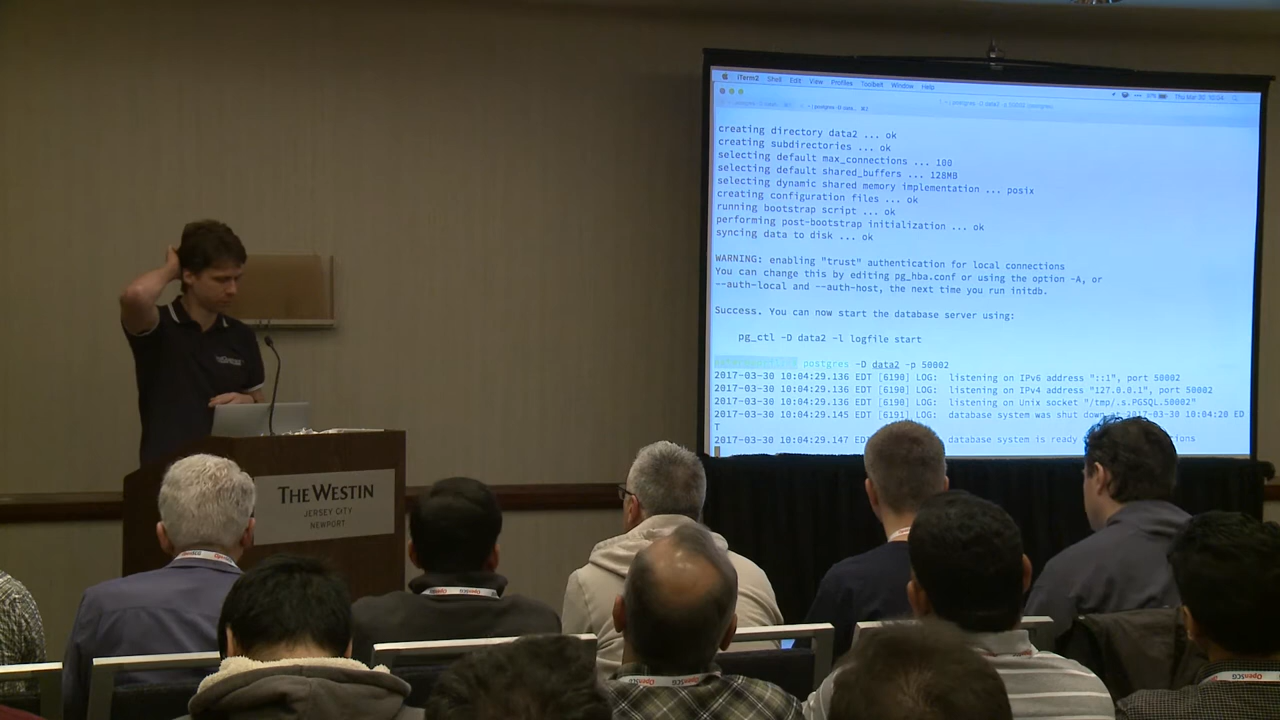 iTerm2 Shell Edit View Profiles Toolbelt Window Help
creating directory data2 ... ok
creating subdirectories ... ok
selecting default max_connections ... 100
selecting default shared_buffers ... 128MB
selecting dynamic shared memory implementation ... posix
creating configuration files ... ok
running bootstrap script ... ok
performing post-bootstrap initialization ... ok
syncing data to disk ... ok
WARNING: enabling "trust" authentication for local connections
You can change this by editing pg_hba.conf or using the option -A, or
--auth-local and --auth-host, the next time you run initdb.
Success. You can now start the database server using:
pg_ctl -D data2 -l logfile start
postgres -D data2 -p 50002
2017-03-30 10:04:29.136 EDT [6190] LOG: listening on IPv6 address "::1", port 50002
2017-03-30 10:04:29.136 EDT [6190] LOG: listening on IPv4 address "127.0.0.1", port 50002
2017-03-30 10:04:29.136 EDT [6190] LOG: listening on Unix socket "/tmp/.s.PGSQL.50002"
2017-03-30 10:04:29.145 EDT [6191] LOG: database system was shut down at 2017-03-30 10:04:20 ED
T
2017-03-30 10:04:29.147 database system is ready
THE WESTIN
JERSEY CITY
NEWPORT
OpenSCG
OpenSCG
OpenSCG
OpenSCG